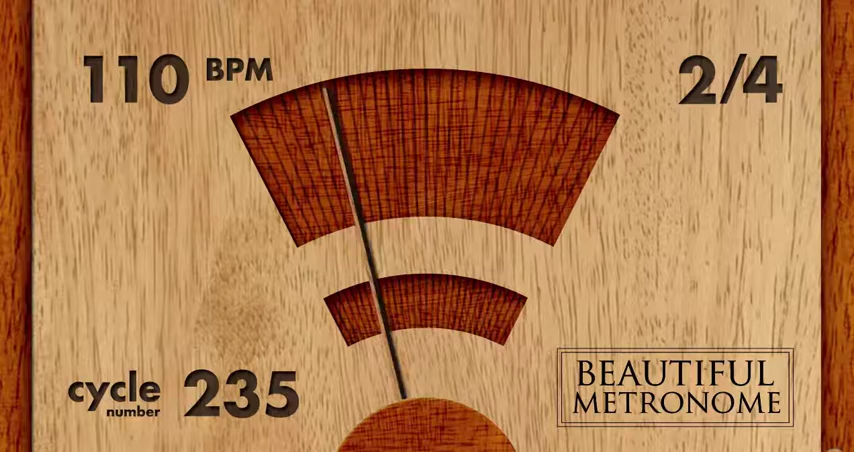 110 BPM
2/4
cycle number 235
BEAUTIFUL
METRONOME